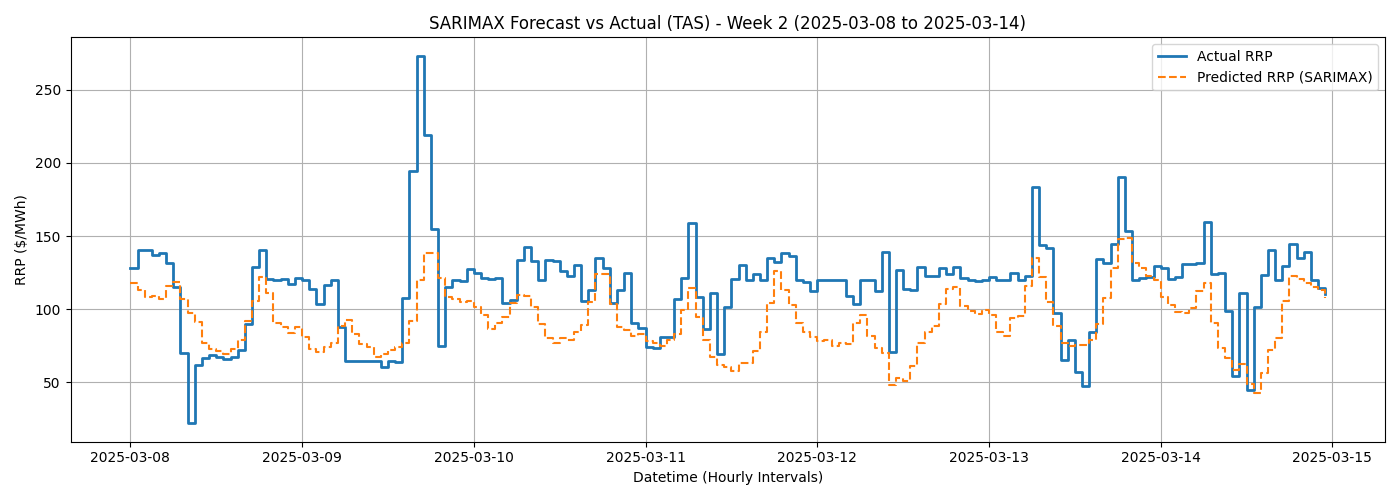 SARIMAX Forecast vs Actual (TAS) - Week 2 (2025-03-08 to 2025-03-14)
Actual RRP
Predicted RRP (SARIMAX)
RRP ($/MWh)
250
200
150
100
50
2025-03-08 2025-03-09 2025-03-10 2025-03-11 2025-03-12 2025-03-13 2025-03-14 2025-03-15
Datetime (Hourly Intervals)